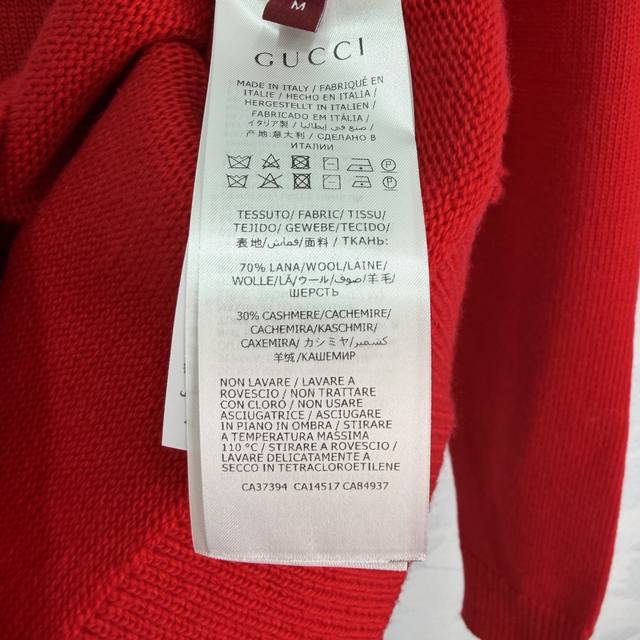 M
GUCCI
MADE IN ITALY / FABRIQUÉ EN
ITALIE / HECHO EN ITALIA /
HERGESTELLT IN ITALIEN /
FABRICADO EM ITÁLIA /
イタリア製 / صنع في إيطاليا /
产地:意大利 / СДЕЛАНО В
ИТАЛИИ
TESSUTO/ FABRIC/ TISSU/
TEJIDO/ GEWEBE/ TECIDO/
表地/قماش/面料 / ТКАНЬ:
70% LANA/WOOL/LAINE/
WOLLE/LÃ/ウール/صوف/羊毛/
ШЕРСТЬ
30% CASHMERE/CACHEMIRE/
CACHEMIRA/KASCHMIR/
CAXEMIRA/ カシミヤ/كشمير/
羊绒/КАШЕМИР
NON LAVARE / LAVARE A
ROVESCIO / NON TRATTARE
CON CLORO / NON USARE
ASCIUGATRICE / ASCIUGARE
IN PIANO IN OMBRA / STIRARE
A TEMPERATURA MASSIMA
110 °C / STIRARE A ROVESCIO /
LAVARE DELICATAMENTE A
SECCO IN TETRACLOROETILENE
CA37394 CA14517 CA84937